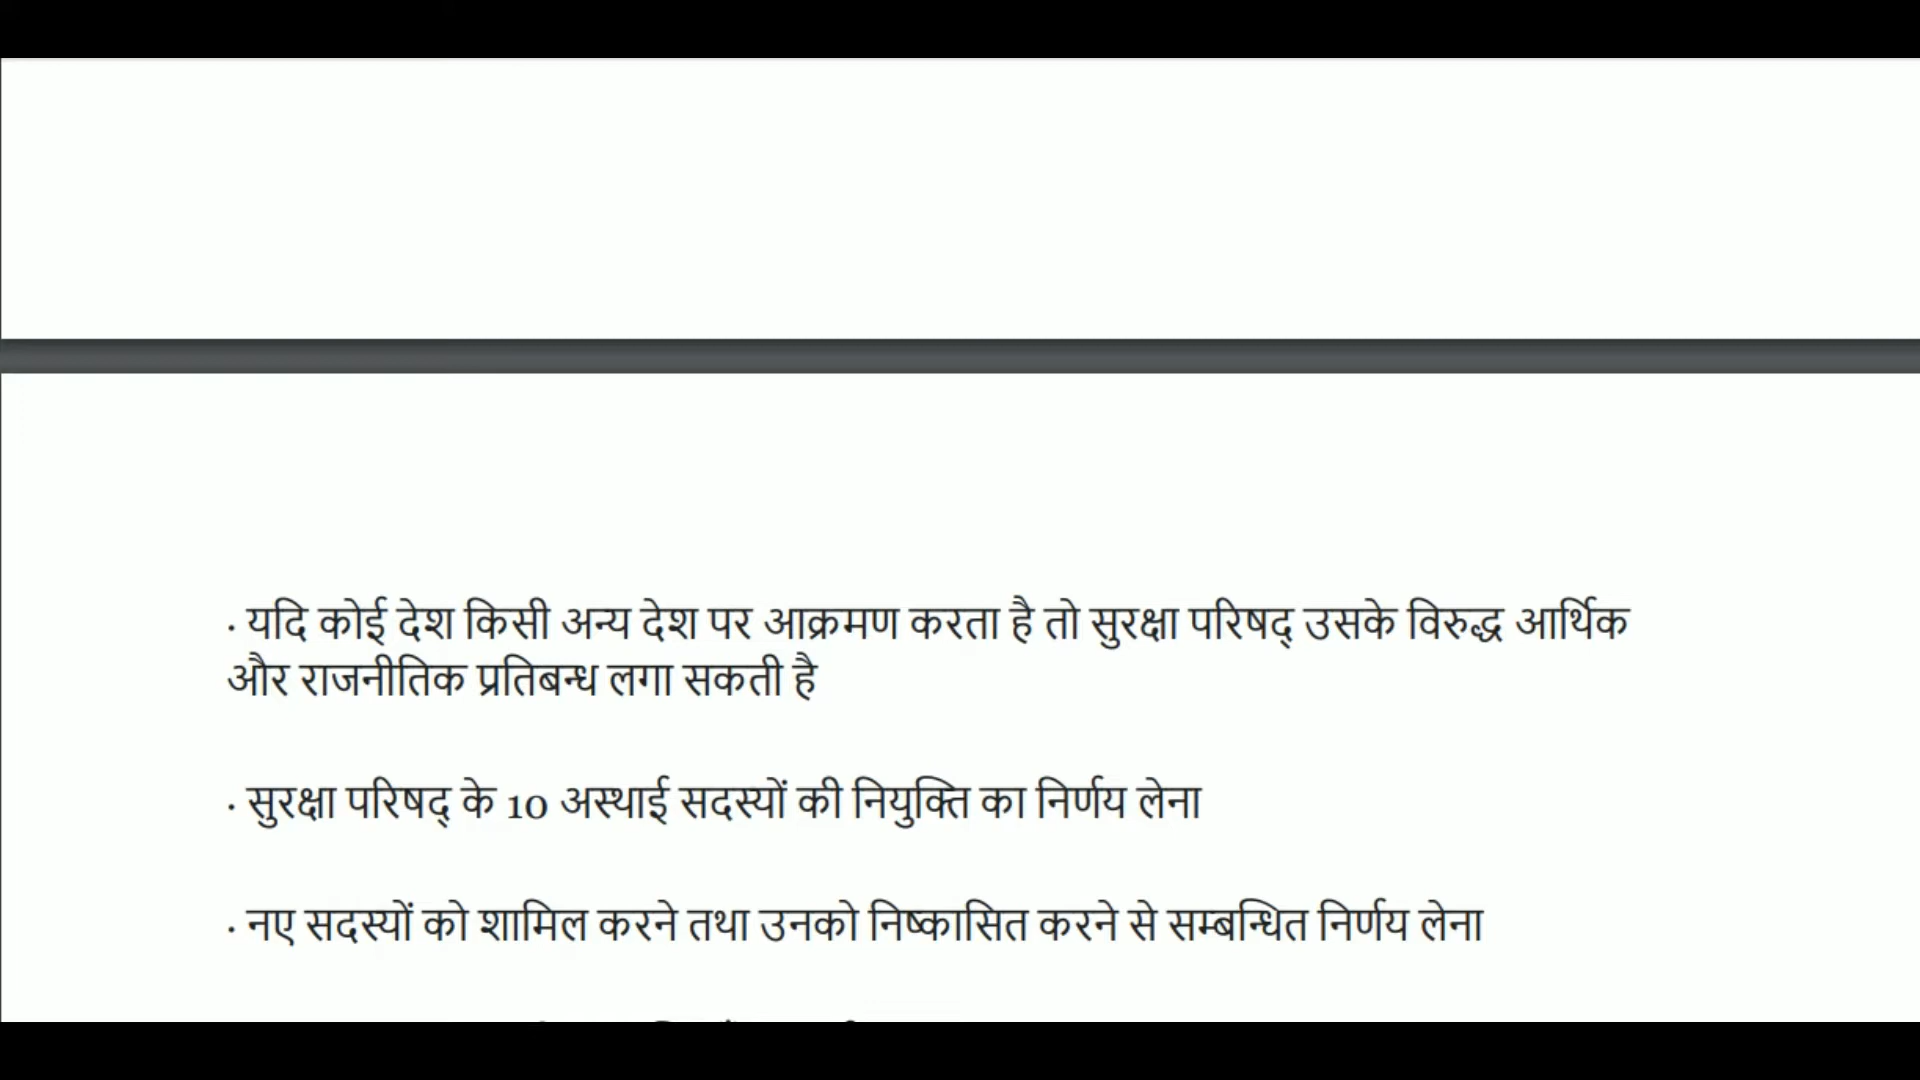 · यदि कोई देश किसी अन्य देश पर आक्रमण करता है तो सुरक्षा परिषद् उसके विरुद्ध आर्थिक
और राजनीतिक प्रतिबन्ध लगा सकती है
· सुरक्षा परिषद् के 10 अस्थाई सदस्यों की नियुक्ति का निर्णय लेना
· नए सदस्यों को शामिल करने तथा उनको निष्कासित करने से सम्बन्धित निर्णय लेना